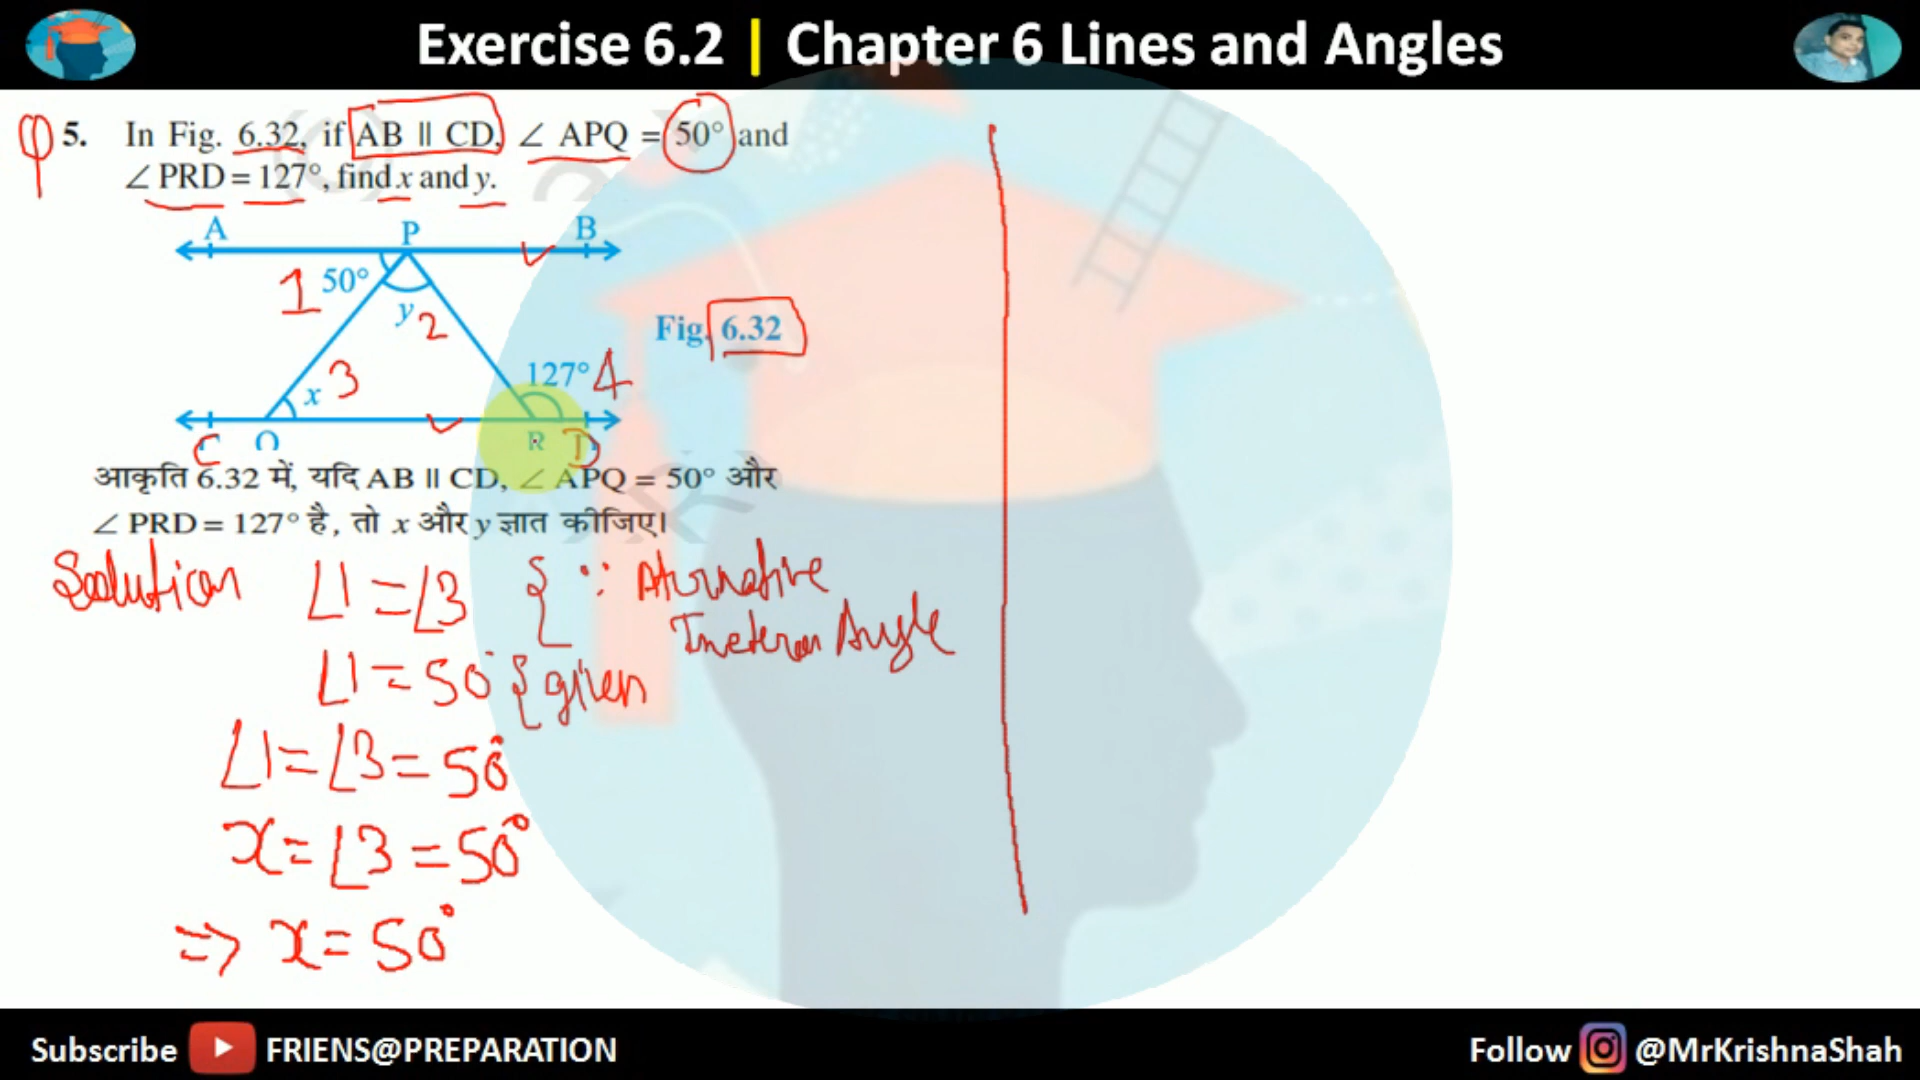 Exercise 6.2 | Chapter 6 Lines and Angles
5. In Fig. 6.32, if AB || CD, ∠ APQ = 50° and
∠ PRD = 127°, find x and y.
A P B
1 50°
y 2
Fig. 6.32
x 3
127° 4
C Q R D
आकृति 6.32 में, यदि AB || CD, ∠ APQ = 50° और
∠ PRD = 127° है, तो x और y ज्ञात कीजिए।
Solution ∠1 = ∠3 { ∵ Aturnative
Ineteron Angle
∠1 = 50° { given
∠1 = ∠3 = 50°
x = ∠3 = 50°
⇒ x = 50°
Subscribe FRIENS@PREPARATION
Follow @MrKrishnaShah